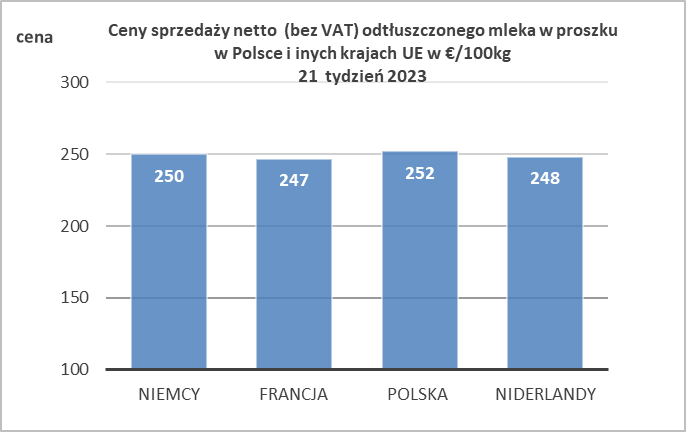 cena
Ceny sprzedaży netto (bez VAT) odtłuszczonego mleka w proszku
w Polsce i inych krajach UE w €/100kg
21 tydzień 2023
300
250
200
150
100
250
247
252
248
NIEMCY
FRANCJA
POLSKA
NIDERLANDY